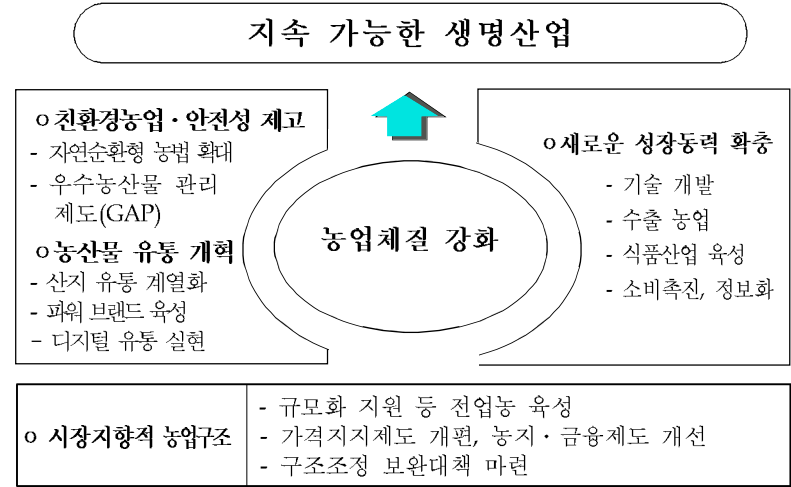 지속 가능한 생명산업
ㅇ친환경농업·안전성 제고
- 자연순환형 농법 확대
- 우수농산물 관리
제도(GAP)
ㅇ농산물 유통 개혁
- 산지 유통 계열화
- 파워 브랜드 육성
- 디지털 유통 실현
농업체질 강화
ㅇ새로운 성장동력 확충
- 기술 개발
- 수출 농업
- 식품산업 육성
- 소비촉진, 정보화
ㅇ 시장지향적 농업구조
- 규모화 지원 등 전업농 육성
- 가격지지제도 개편, 농지·금융제도 개선
- 구조조정 보완대책 마련